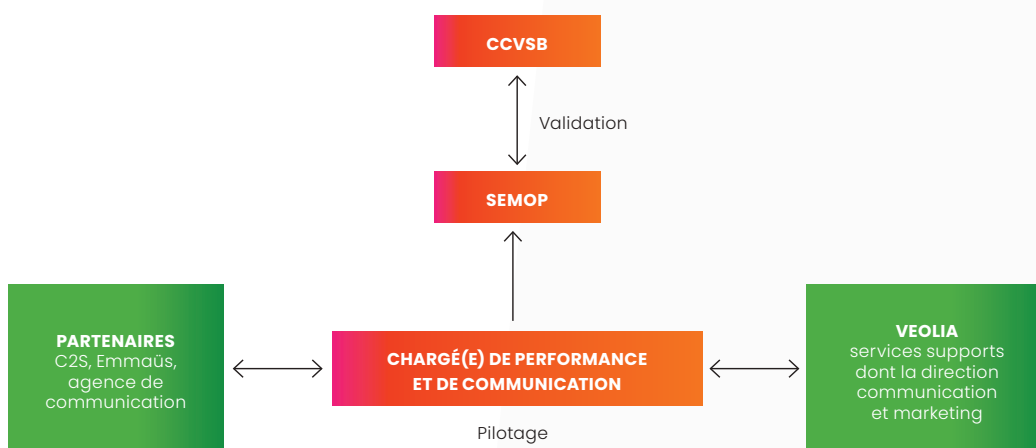 CCVSB
Validation
SEMOP
PARTENAIRES
C2S, Emmaüs,
agence de
communication
CHARGÉ(E) DE PERFORMANCE
ET DE COMMUNICATION
Pilotage
VEOLIA
services supports
dont la direction
communication
et marketing